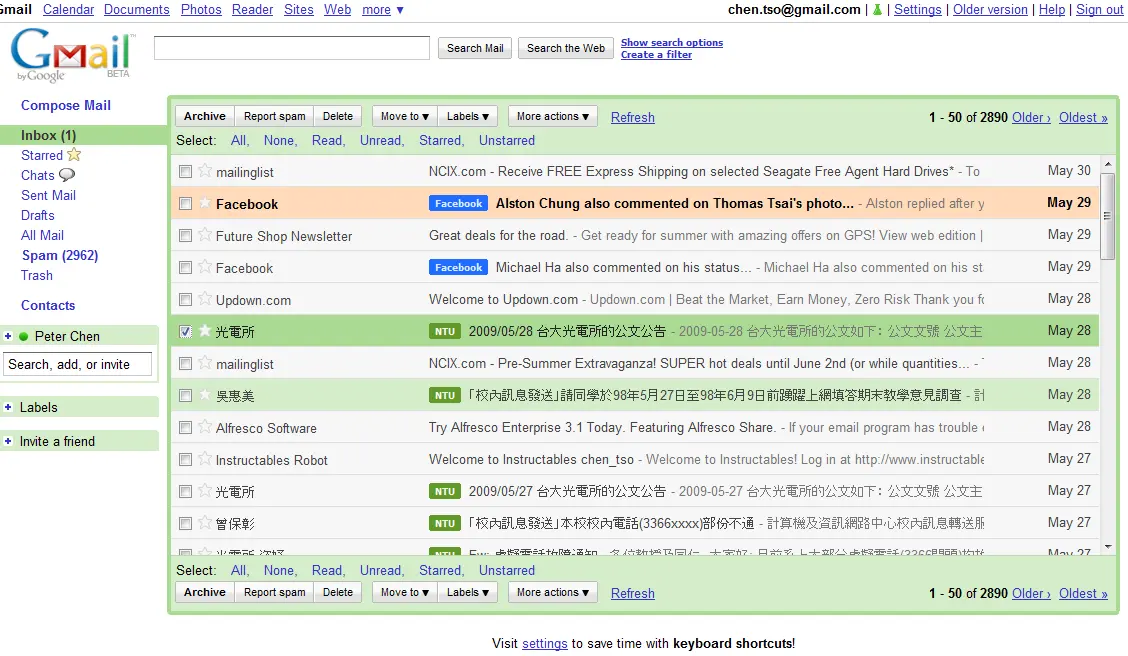 Gmail Calendar Documents Photos Reader Sites Web more ▼
chen.tso@gmail.com | | Settings | Older version | Help | Sign out
Gmail™
by Google BETA
Search Mail Search the Web Show search options
Create a filter
Compose Mail
Inbox (1)
Starred
Chats
Sent Mail
Drafts
All Mail
Spam (2962)
Trash
Contacts
Peter Chen
Search, add, or invite
Labels
Invite a friend
Archive Report spam Delete Move to ▼ Labels ▼ More actions ▼ Refresh 1 - 50 of 2890 Older › Oldest »
Select: All, None, Read, Unread, Starred, Unstarred
mailinglist NCIX.com - Receive FREE Express Shipping on selected Seagate Free Agent Hard Drives* - To May 30
Facebook Facebook Alston Chung also commented on Thomas Tsai's photo... - Alston replied after y May 29
Future Shop Newsletter Great deals for the road. - Get ready for summer with amazing offers on GPS! View web edition | May 29
Facebook Facebook Michael Ha also commented on his status... - Michael Ha also commented on his st May 29
Updown.com Welcome to Updown.com - Updown.com | Beat the Market, Earn Money, Zero Risk Thank you fo May 28
光電所 NTU 2009/05/28 台大光電所的公文公告 - 2009-05-28 台大光電所的公文如下: 公文文號 公文主 May 28
mailinglist NCIX.com - Pre-Summer Extravaganza! SUPER hot deals until June 2nd (or while quantities... - May 28
吳惠美 NTU 「校內訊息發送」請同學於98年5月27日至98年6月9日前踴躍上網填答期末教學意見調查 - 計 May 28
Alfresco Software Try Alfresco Enterprise 3.1 Today. Featuring Alfresco Share. - If your email program has trouble May 28
Instructables Robot Welcome to Instructables chen_tso - Welcome to Instructables! Log in at http://www.instructable May 27
光電所 NTU 2009/05/27 台大光電所的公文公告 - 2009-05-27 台大光電所的公文如下: 公文文號 公文主 May 27
曾保彰 NTU 「校內訊息發送」本校校內電話(3366xxxx)部份不通 - 計算機及資訊網路中心校內訊息轉送服 May 27
NTU May 27
Select: All, None, Read, Unread, Starred, Unstarred
Archive Report spam Delete Move to ▼ Labels ▼ More actions ▼ Refresh 1 - 50 of 2890 Older › Oldest »
Visit settings to save time with keyboard shortcuts!